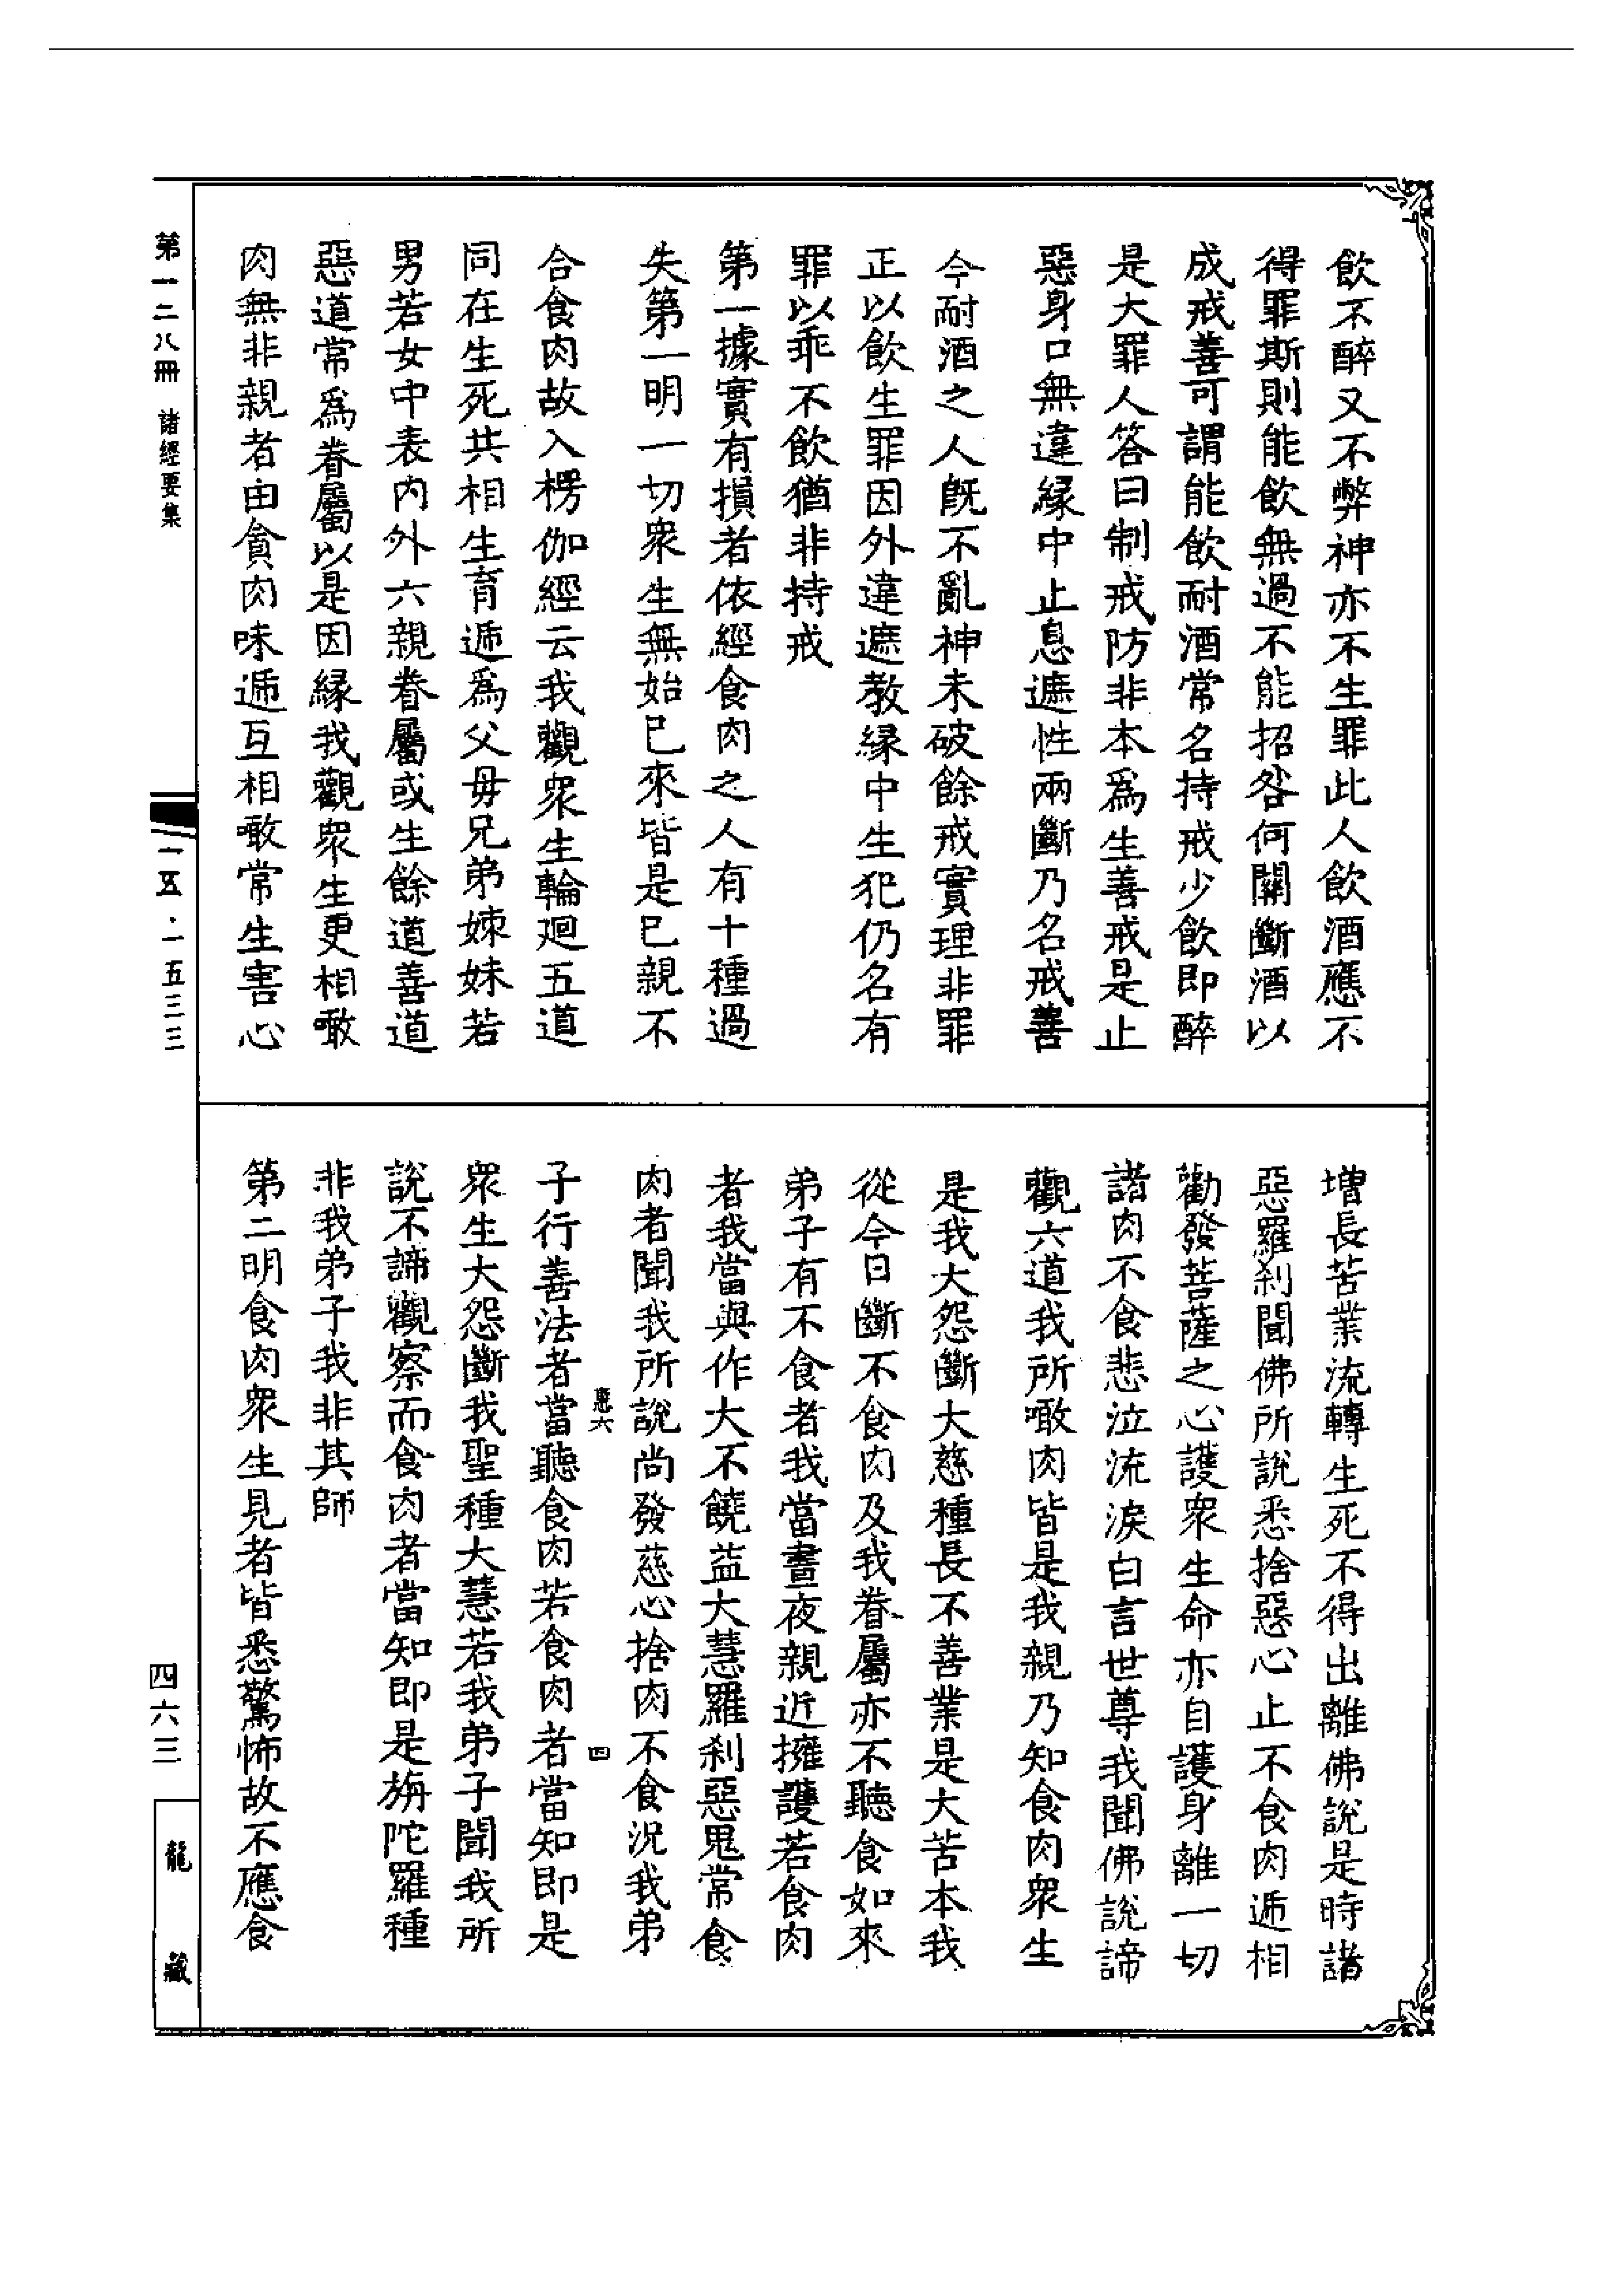 飲不醉又不弊神亦不生罪此人飲酒應不
得罪斯則能飲無過不能招咎何關斷酒以
成戒善可謂能飲耐酒常名持戒少飲即醉
是大罪人答曰制戒防非本為生善戒是止
惡身口無違緣中止息遮性兩斷乃名戒善
今耐酒之人既不亂神未破餘戒實理非罪
正以飲生罪因外違遮教緣中生犯仍名有
罪以乖不飲猶非持戒
第一據實有損者依經食肉之人有十種過
失第一明一切眾生無始已來皆是己親不
合食肉故入楞伽經云我觀眾生輪迴五道
同在生死共相生育遞為父母兄弟姊妹若
男若女中表內外六親眷屬或生餘道善道
惡道常為眷屬以是因緣我觀眾生更相噉
肉無非親者由貪肉味遞互相噉常生害心
增長苦業流轉生死不得出離佛說是時諸
惡羅剎聞佛所說悉捨惡心止不食肉遞相
勸發菩薩之心護眾生命亦自護身離一切
諸肉不食悲泣流淚白言世尊我聞佛說諦
觀六道我所噉肉皆是我親乃知食肉眾生
是我大怨斷大慈種長不善業是大苦本我
從今日斷不食肉及我眷屬亦不聽食如來
弟子有不食者我當晝夜親近擁護若食肉
者我當與作大不饒益大慧羅剎惡鬼常食
肉者聞我所說尚發慈心捨肉不食況我弟
子行善法者當聽食肉若食肉者當知即是
眾生大怨斷我聖種大慧若我弟子聞我所
說不諦觀察而食肉者當知即是旃陀羅種
非我弟子我非其師
第二明食肉眾生見者皆悉驚怖故不應食
四
第一二八冊 諸經要集
一五·一五三三
四六三
龍藏